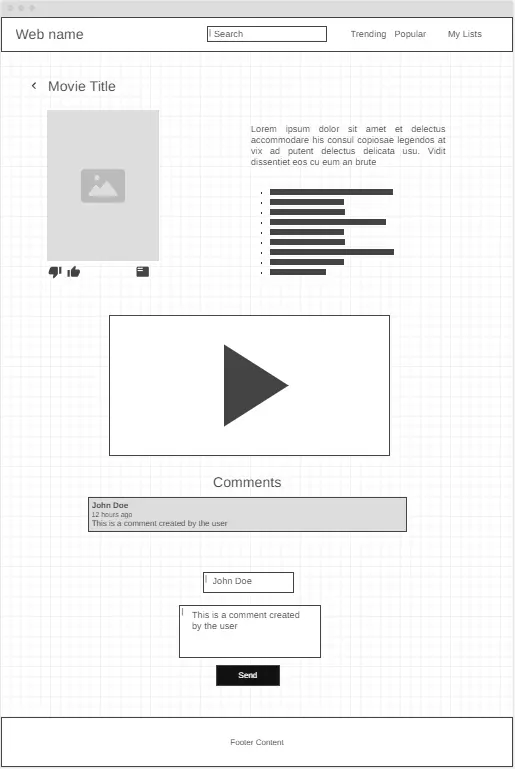 Web name
Search
Trending Popular My Lists
Movie Title
Lorem ipsum dolor sit amet et delectus
accommodare his consul copiosae legendos at
vix ad putent delectus delicata usu. Vidit
dissentiet eos cu eum an brute
Comments
John Doe
12 hours ago
This is a comment created by the user
John Doe
This is a comment created
by the user
Send
Footer Content